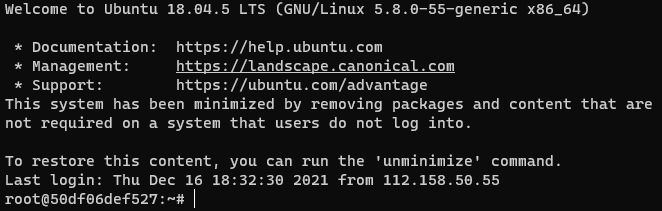 Welcome to Ubuntu 18.04.5 LTS (GNU/Linux 5.8.0-55-generic x86_64)
* Documentation:  https://help.ubuntu.com
* Management:     https://landscape.canonical.com
* Support:        https://ubuntu.com/advantage
This system has been minimized by removing packages and content that are
not required on a system that users do not log into.
To restore this content, you can run the 'unminimize' command.
Last login: Thu Dec 16 18:32:30 2021 from 112.158.50.55
root@50df06def527:~#